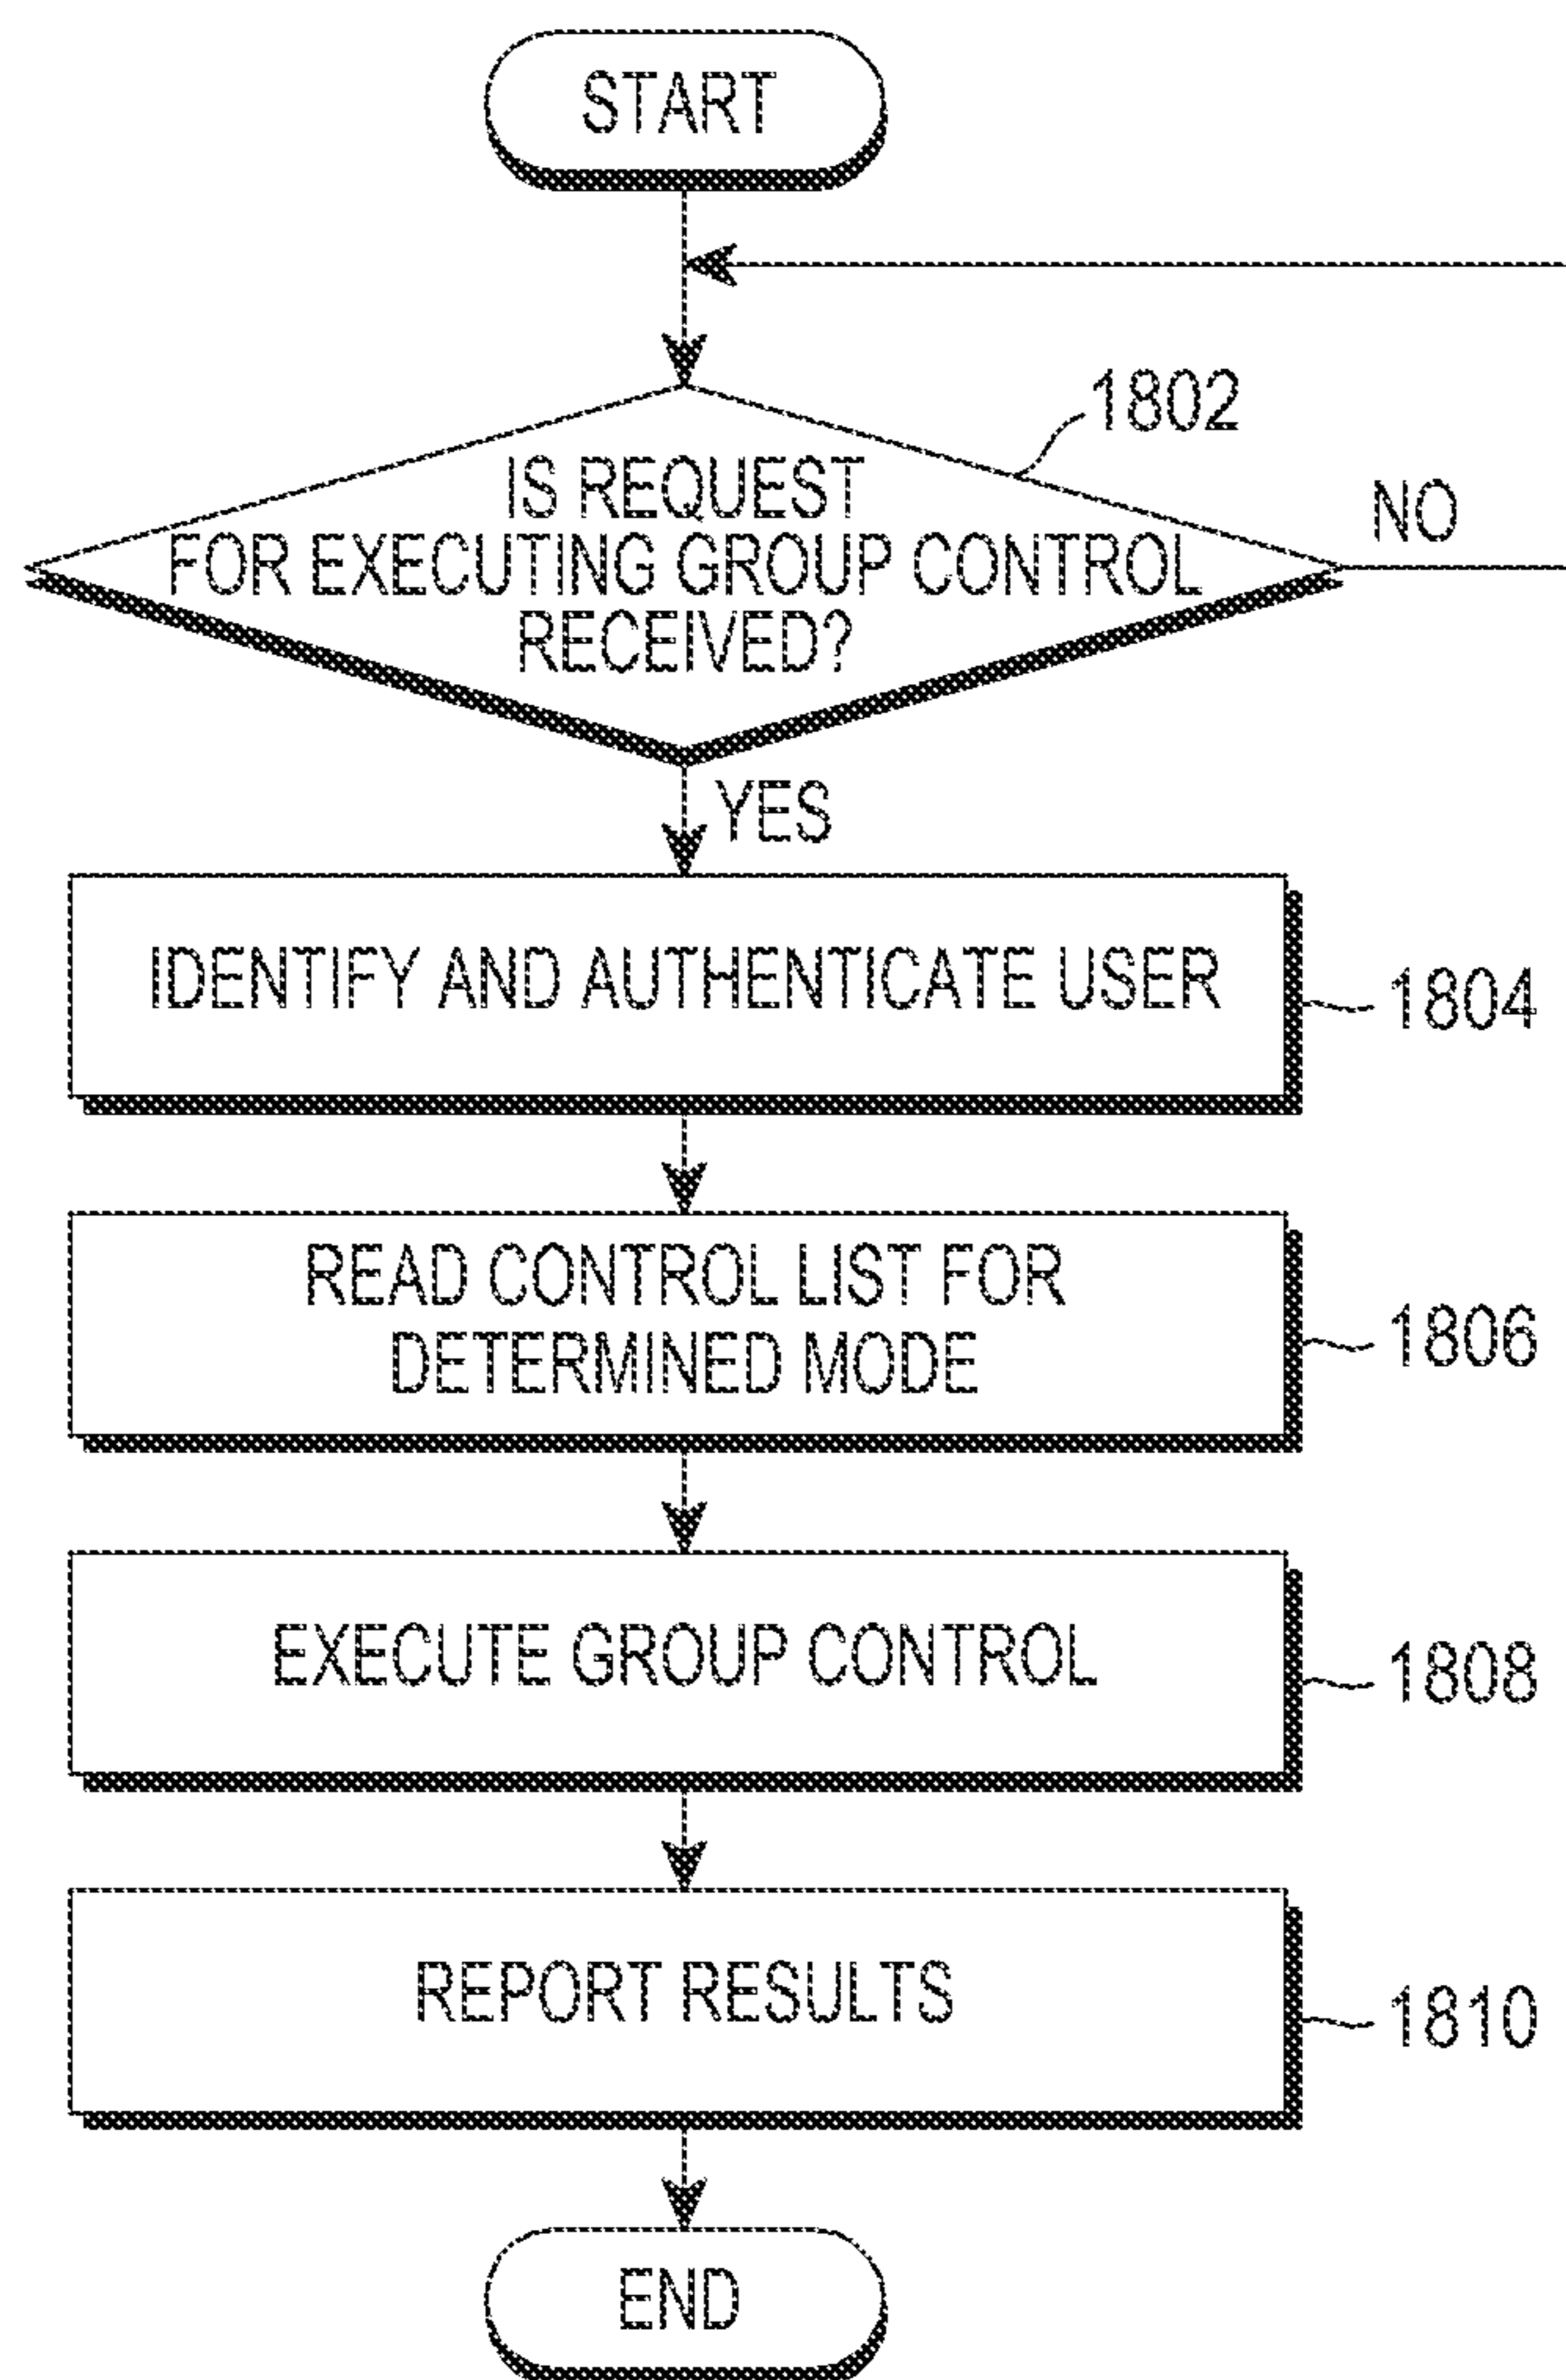 START
1802
IS REQUEST
FOR EXECUTING GROUP CONTROL
RECEIVED?
NO
YES
IDENTIFY AND AUTHENTICATE USER
1804
READ CONTROL LIST FOR
DETERMINED MODE
1806
EXECUTE GROUP CONTROL
1808
REPORT RESULTS
1810
END